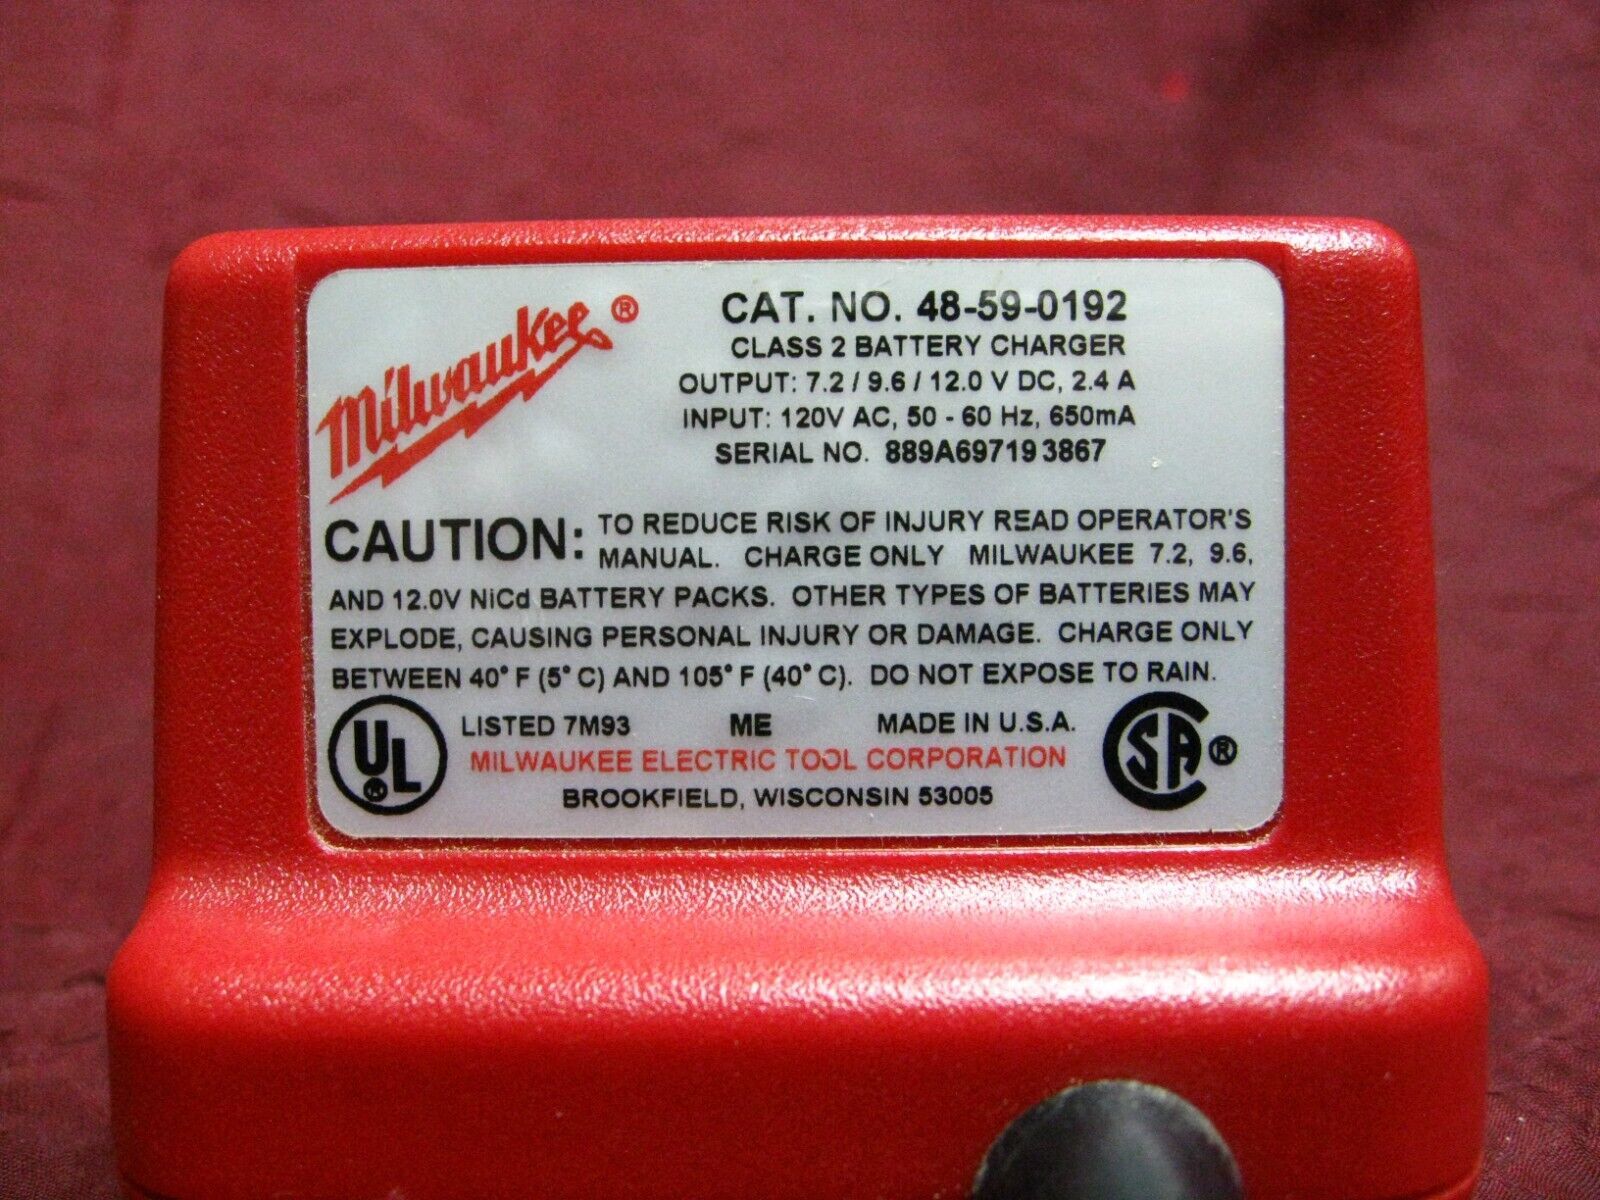 Milwaukee®
CAT. NO. 48-59-0192
CLASS 2 BATTERY CHARGER
OUTPUT: 7.2 / 9.6 / 12.0 V DC, 2.4 A
INPUT: 120V AC, 50 - 60 Hz, 650mA
SERIAL NO. 889A697193867
CAUTION: TO REDUCE RISK OF INJURY READ OPERATOR'S
MANUAL. CHARGE ONLY MILWAUKEE 7.2, 9.6,
AND 12.0V NiCd BATTERY PACKS. OTHER TYPES OF BATTERIES MAY
EXPLODE, CAUSING PERSONAL INJURY OR DAMAGE. CHARGE ONLY
BETWEEN 40° F (5° C) AND 105° F (40° C). DO NOT EXPOSE TO RAIN.
UL® LISTED 7M93 ME MADE IN U.S.A. CSA®
MILWAUKEE ELECTRIC TOOL CORPORATION
BROOKFIELD, WISCONSIN 53005